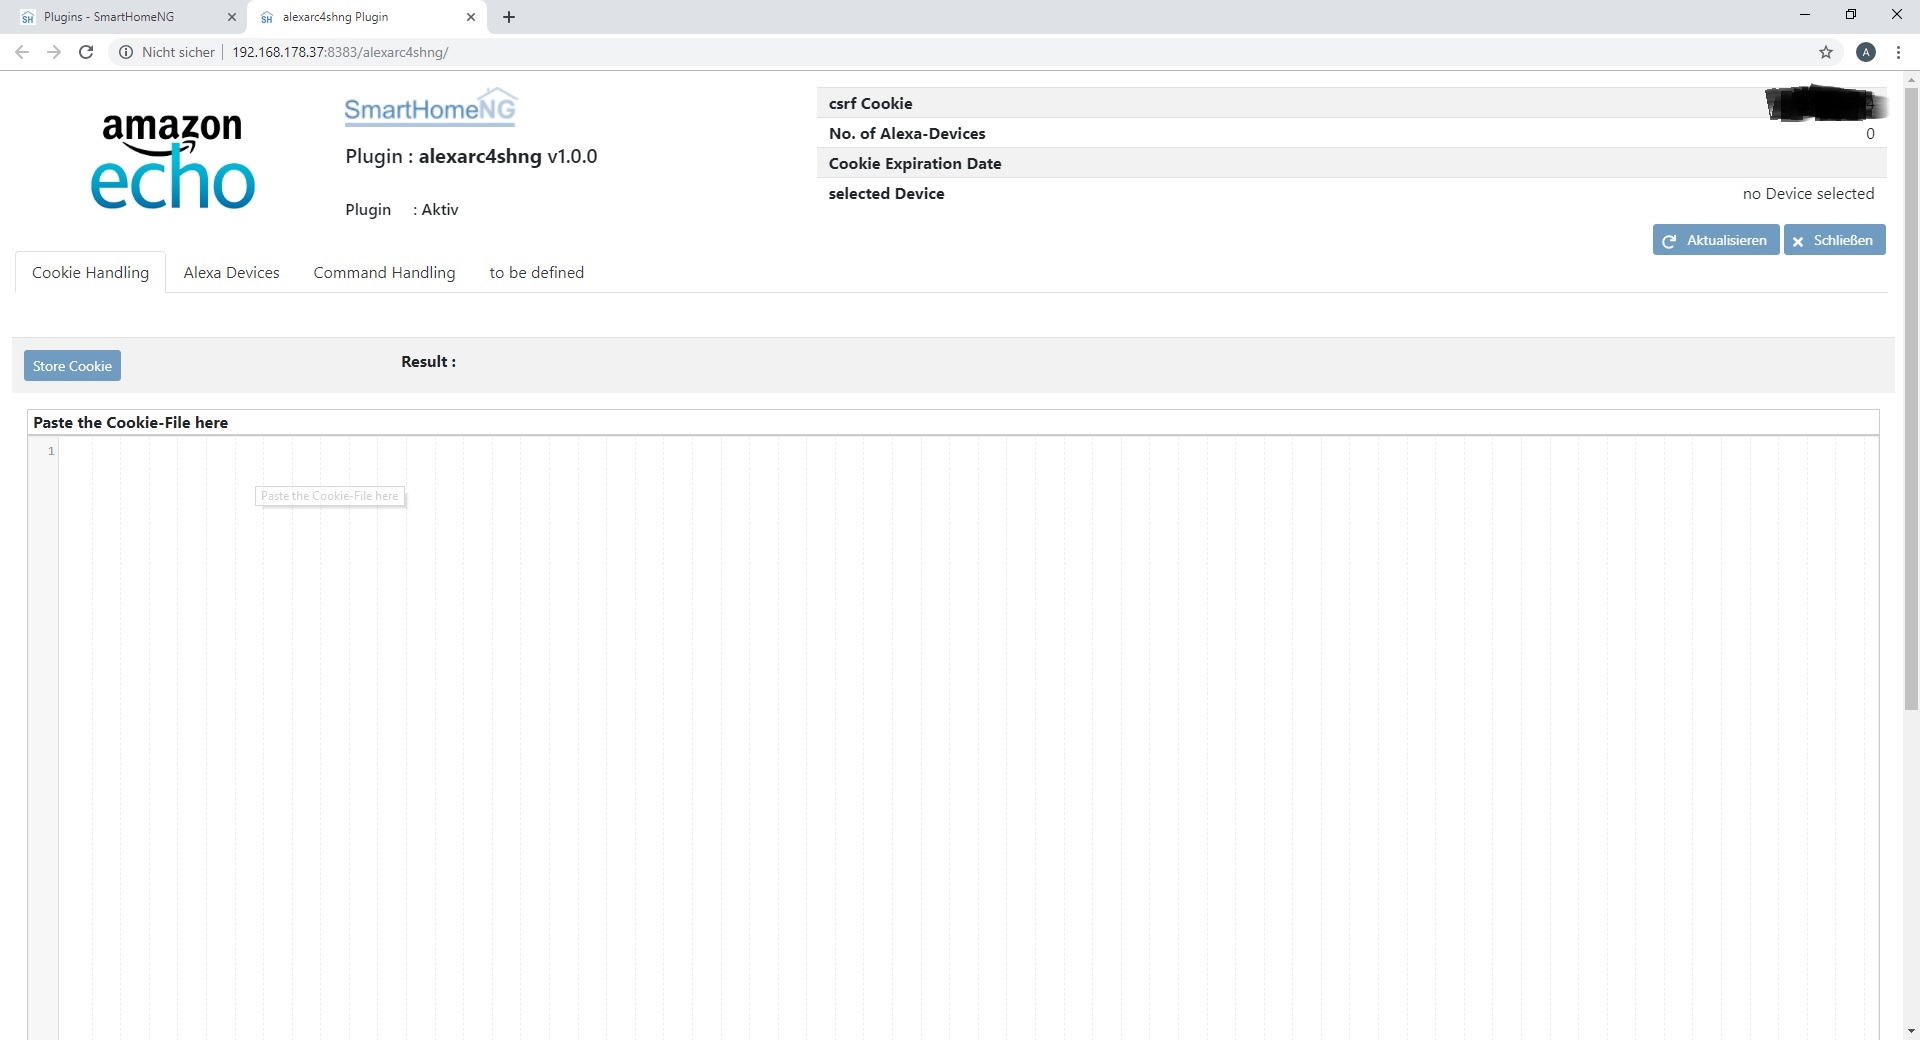 Plugins - SmartHomeNG
alexarc4shng Plugin
Nicht sicher
192.168.178.37:8383/alexarc4shng/
A
amazon
echo
SmartHomeNG
Plugin : alexarc4shng v1.0.0
Plugin : Aktiv
csrf Cookie
No. of Alexa-Devices 0
Cookie Expiration Date
selected Device no Device selected
Aktualisieren
Schließen
Cookie Handling
Alexa Devices
Command Handling
to be defined
Store Cookie
Result :
Paste the Cookie-File here
1
Paste the Cookie-File here